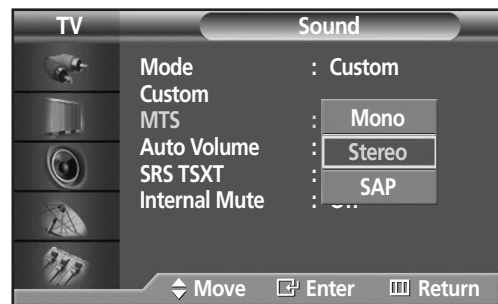 TV Sound
Mode : Custom
Custom
MTS : Mono
Auto Volume : Stereo
SRS TSXT : SAP
Internal Mute :
Move Enter Return